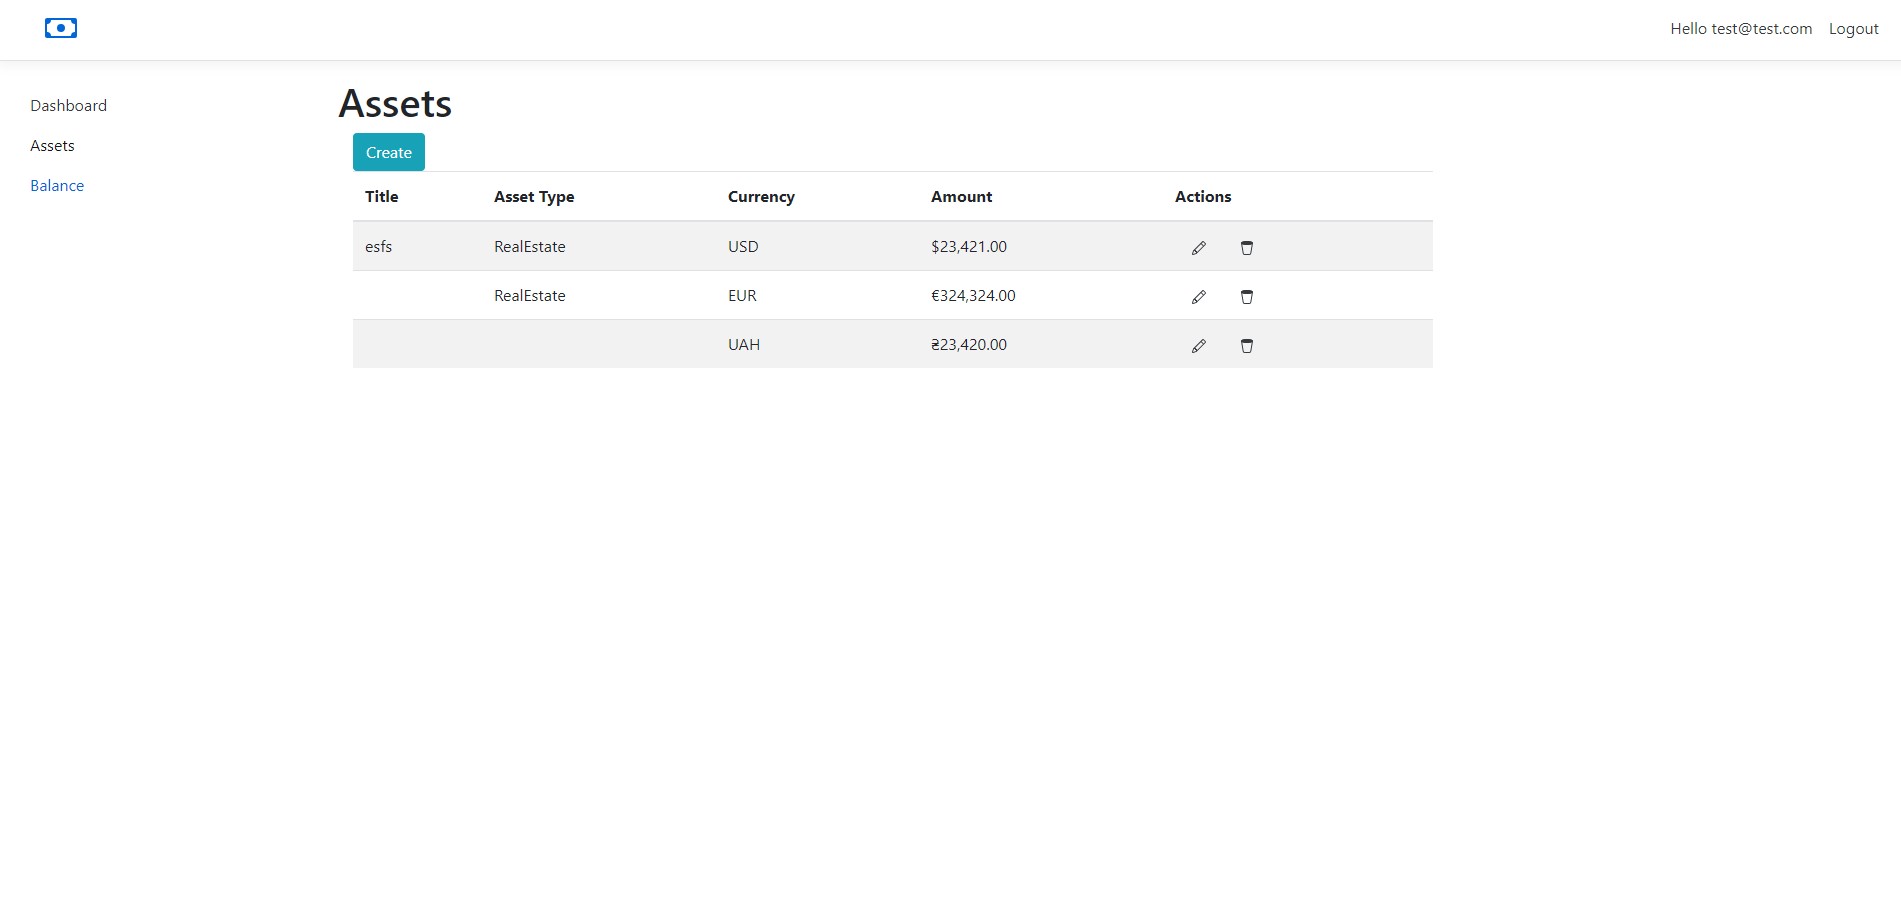 Hello test@test.com Logout
Dashboard
Assets
Balance
Assets
Create
Title Asset Type Currency Amount Actions
esfs RealEstate USD $23,421.00
RealEstate EUR €324,324.00
UAH ₴23,420.00